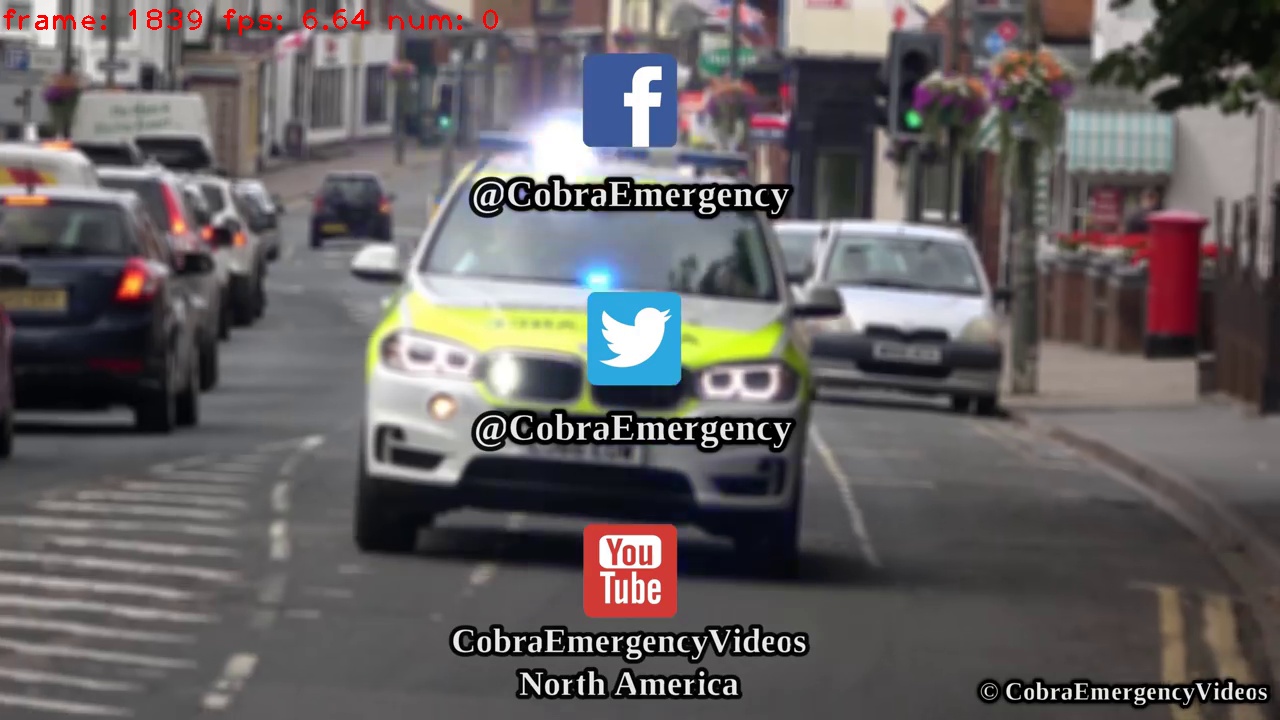 frame: 1839 fps: 6.64 num: 0
f
@CobraEmergency
@CobraEmergency
You
Tube
CobraEmergencyVideos
North America
© CobraEmergencyVideos